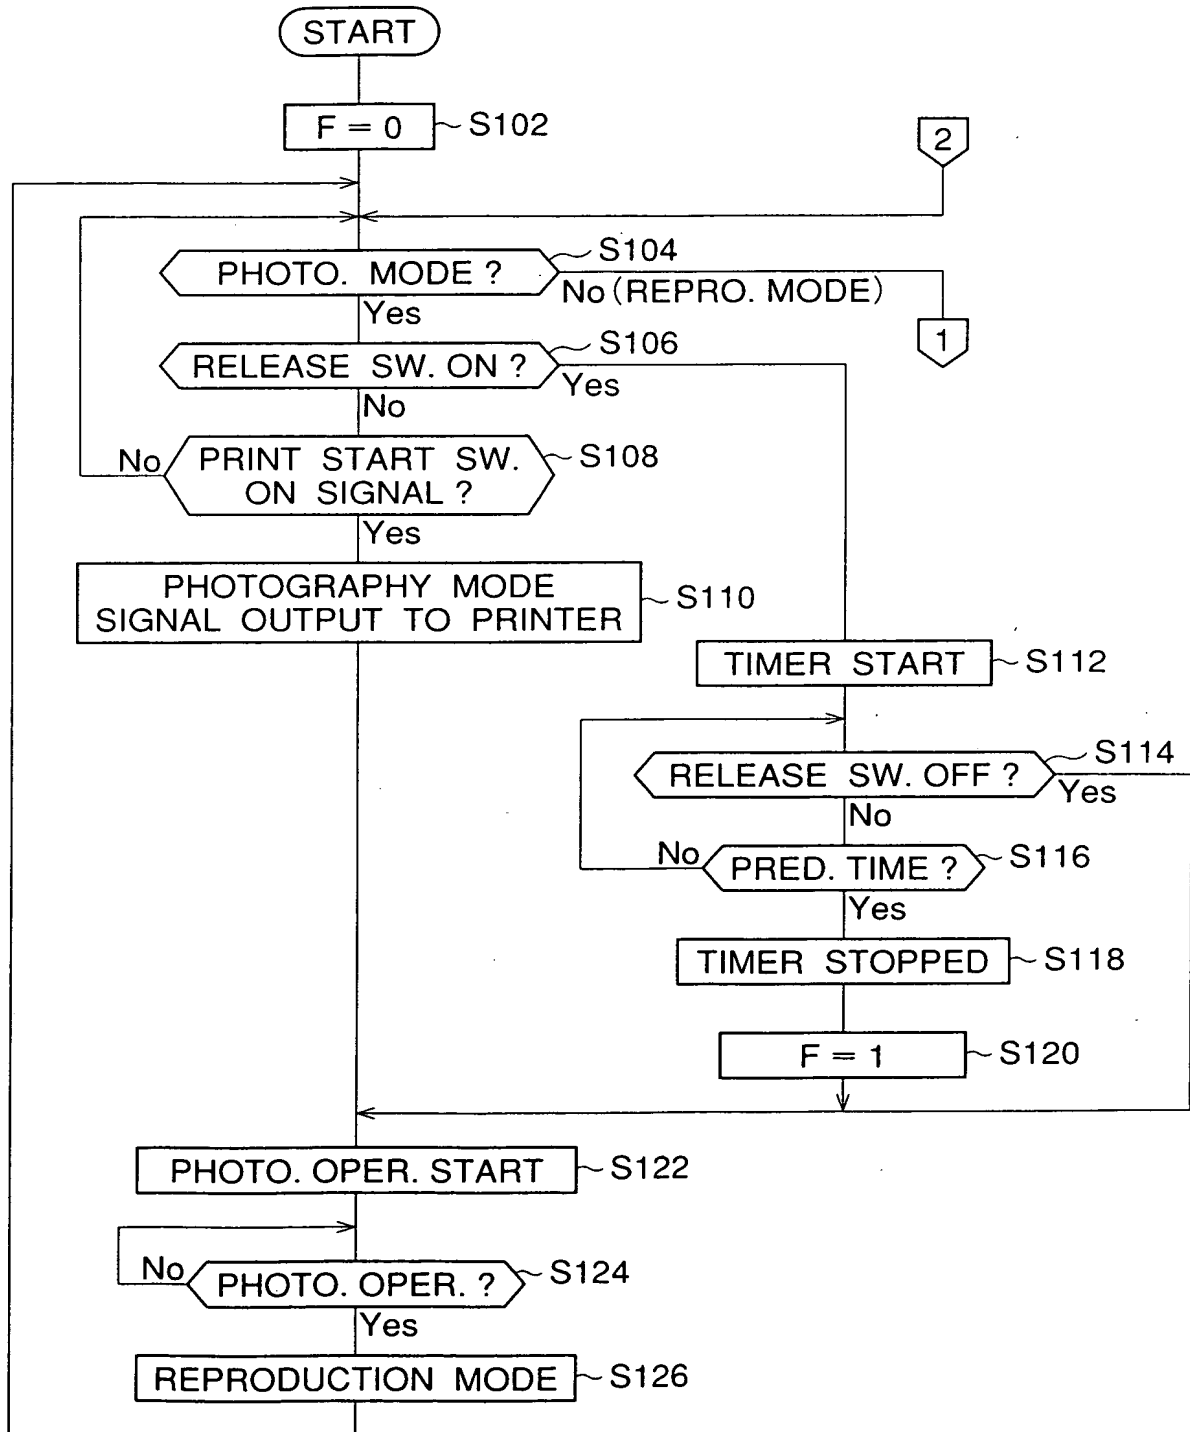 START
F = 0
S102
2
PHOTO. MODE ?
S104
No (REPRO. MODE)
Yes
1
RELEASE SW. ON ?
S106
Yes
No
No
PRINT START SW.
ON SIGNAL ?
S108
Yes
PHOTOGRAPHY MODE
SIGNAL OUTPUT TO PRINTER
S110
TIMER START
S112
RELEASE SW. OFF ?
S114
Yes
No
No
PRED. TIME ?
S116
Yes
TIMER STOPPED
S118
F = 1
S120
PHOTO. OPER. START
S122
No
PHOTO. OPER. ?
S124
Yes
REPRODUCTION MODE
S126